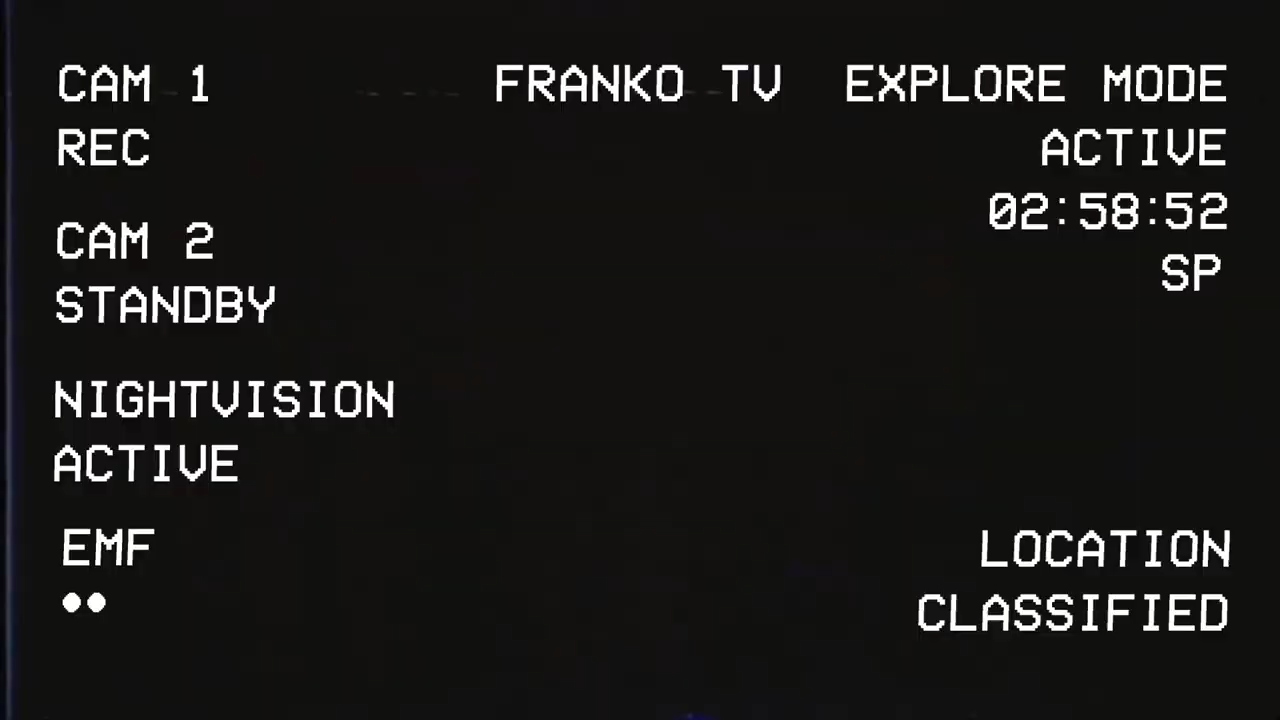 CAM 1
REC
CAM 2
STANDBY
NIGHTVISION
ACTIVE
EMF
FRANKO TV
EXPLORE MODE
ACTIVE
02:58:52
SP
LOCATION
CLASSIFIED